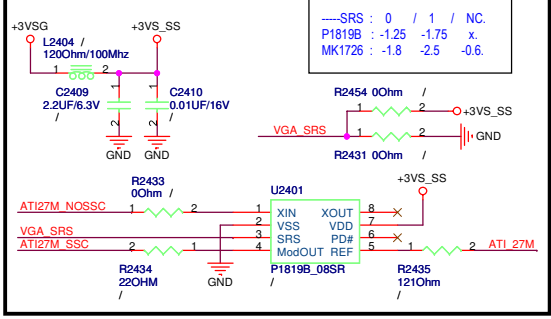 -----SRS : 0 / 1 / NC.
P1819B : -1.25 -1.75 x.
MK1726 : -1.8 -2.5 -0.6.
+3VSG
+3VS_SS
L2404 /
120Ohm/100Mhz
1 2
C2409
2.2UF/6.3V
/
1
2
C2410
0.01UF/16V
/
1
2
GND
GND
R2454 0Ohm /
1 2
+3VS_SS
VGA_SRS
1 2
GND
R2431 0Ohm /
+3VS_SS
R2433
0Ohm /
ATI27M_NOSSC
1 2
VGA_SRS
ATI27M_SSC
2 1
R2434
22OHM
/
GND
U2401
1 XIN XOUT 8
2 VSS VDD 7
3 SRS PD# 6
4 ModOUT REF 5
P1819B_08SR
/
1 2
ATI_27M
R2435
121Ohm
/